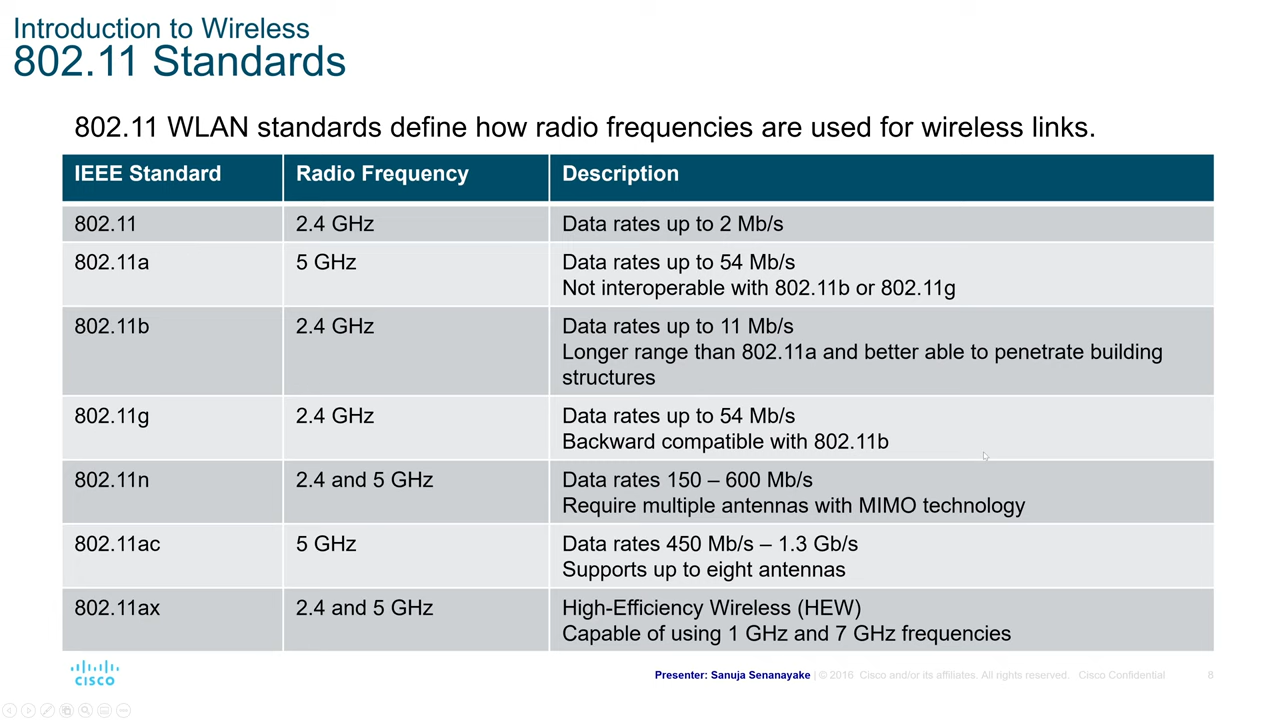 Introduction to Wireless
802.11 Standards
802.11 WLAN standards define how radio frequencies are used for wireless links.
IEEE Standard Radio Frequency Description
802.11 2.4 GHz Data rates up to 2 Mb/s
802.11a 5 GHz Data rates up to 54 Mb/s
Not interoperable with 802.11b or 802.11g
802.11b 2.4 GHz Data rates up to 11 Mb/s
Longer range than 802.11a and better able to penetrate building
structures
802.11g 2.4 GHz Data rates up to 54 Mb/s
Backward compatible with 802.11b
802.11n 2.4 and 5 GHz Data rates 150 – 600 Mb/s
Require multiple antennas with MIMO technology
802.11ac 5 GHz Data rates 450 Mb/s – 1.3 Gb/s
Supports up to eight antennas
802.11ax 2.4 and 5 GHz High-Efficiency Wireless (HEW)
Capable of using 1 GHz and 7 GHz frequencies
CISCO
Presenter: Sanuja Senanayake | © 2016 Cisco and/or its affiliates. All rights reserved. Cisco Confidential 8